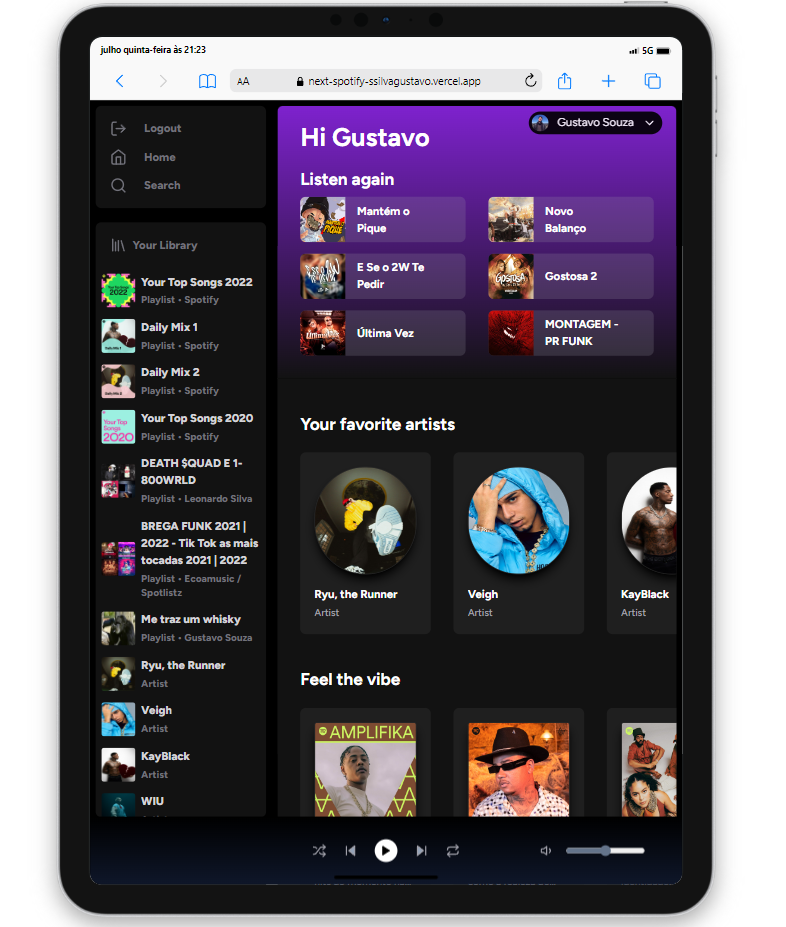 julho quinta-feira às 21:23
5G
AA
next-spotify-ssilvagustavo.vercel.app
Logout
Home
Search
Your Library
Your Top Songs 2022
Playlist • Spotify
Daily Mix 1
Playlist • Spotify
Daily Mix 2
Playlist • Spotify
Your Top Songs 2020
Playlist • Spotify
DEATH $QUAD E 1-
800WRLD
Playlist • Leonardo Silva
BREGA FUNK 2021 |
2022 - Tik Tok as mais
tocadas 2021 | 2022
Playlist • Ecoamusic /
Spotlistz
Me traz um whisky
Playlist • Gustavo Souza
Ryu, the Runner
Artist
Veigh
Artist
KayBlack
Artist
WIU
Gustavo Souza
Hi Gustavo
Listen again
Mantém o
Pique
Novo
Balanço
E Se o 2W Te
Pedir
Gostosa 2
Última Vez
MONTAGEM -
PR FUNK
Your favorite artists
Ryu, the Runner
Artist
Veigh
Artist
KayBlack
Artist
Feel the vibe
AMPLIFIKA